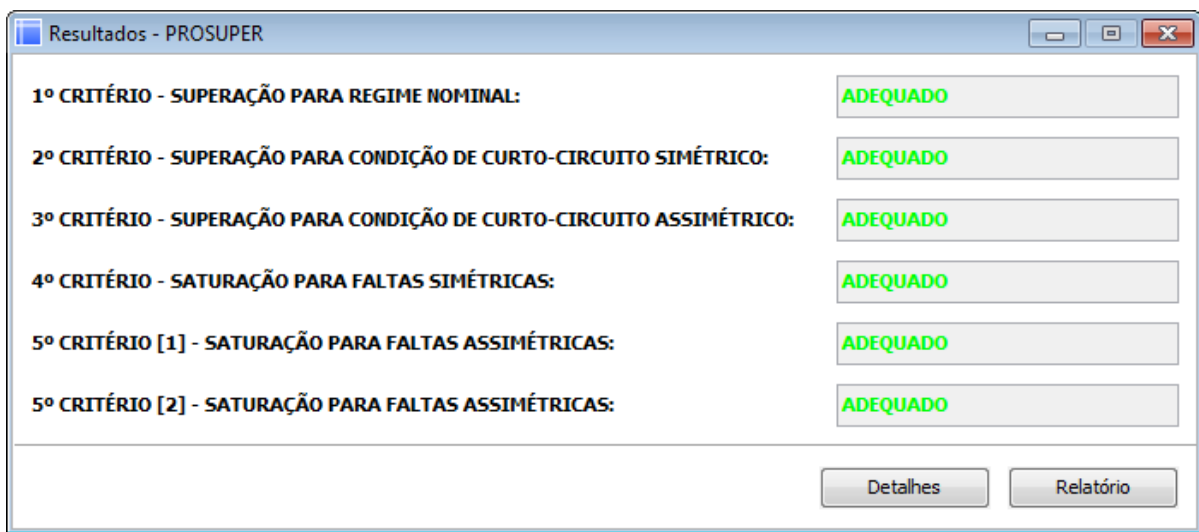 Resultados - PROSUPER
1º CRITÉRIO - SUPERAÇÃO PARA REGIME NOMINAL: ADEQUADO
2º CRITÉRIO - SUPERAÇÃO PARA CONDIÇÃO DE CURTO-CIRCUITO SIMÉTRICO: ADEQUADO
3º CRITÉRIO - SUPERAÇÃO PARA CONDIÇÃO DE CURTO-CIRCUITO ASSIMÉTRICO: ADEQUADO
4º CRITÉRIO - SATURAÇÃO PARA FALTAS SIMÉTRICAS: ADEQUADO
5º CRITÉRIO [1] - SATURAÇÃO PARA FALTAS ASSIMÉTRICAS: ADEQUADO
5º CRITÉRIO [2] - SATURAÇÃO PARA FALTAS ASSIMÉTRICAS: ADEQUADO
Detalhes Relatório